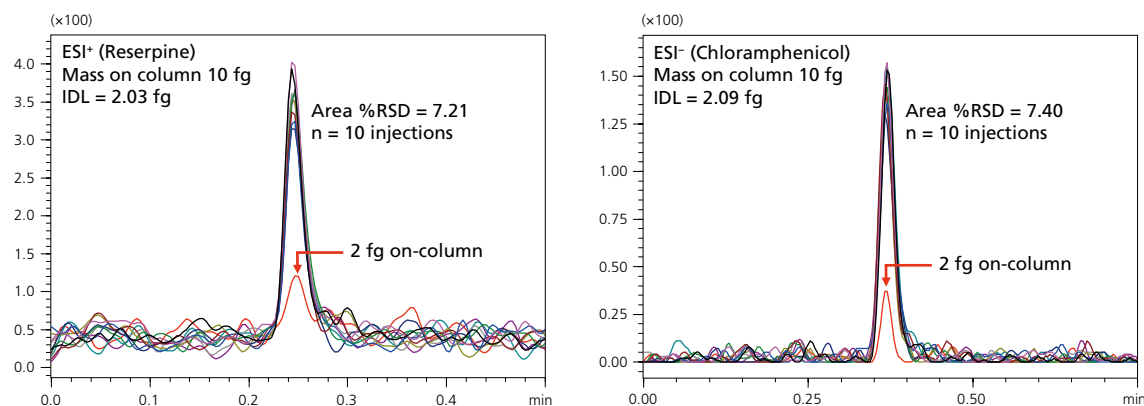 (×100)
ESI⁺ (Reserpine)
Mass on column 10 fg
IDL = 2.03 fg
Area %RSD = 7.21
n = 10 injections
2 fg on-column
4.0
3.5
3.0
2.5
2.0
1.5
1.0
0.5
0.0
0.0 0.1 0.2 0.3 0.4 min
(×100)
ESI⁻ (Chloramphenicol)
Mass on column 10 fg
IDL = 2.09 fg
Area %RSD = 7.40
n = 10 injections
2 fg on-column
1.50
1.25
1.00
0.75
0.50
0.25
0.00
0.00 0.25 0.50 min